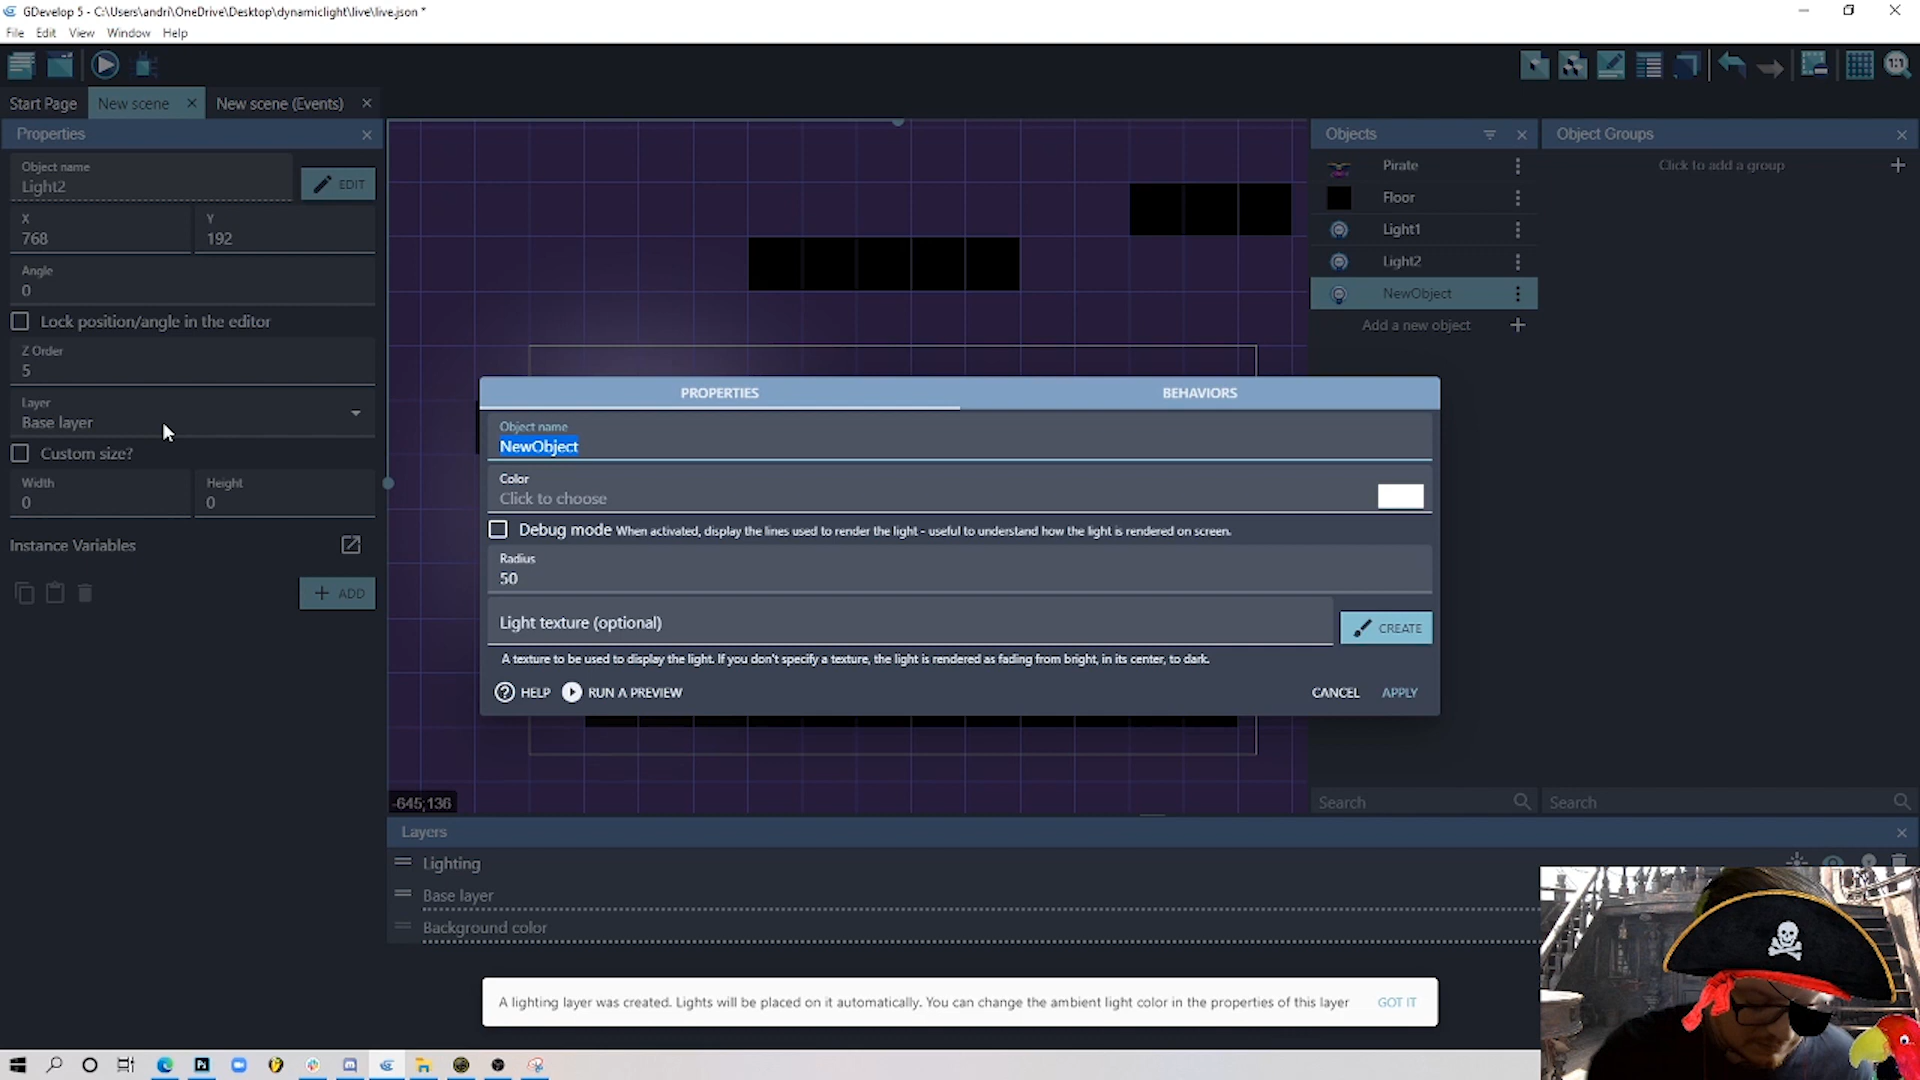 GDevelop 5 - C:\Users\andri\OneDrive\Desktop\dynamiclight\live\live.json *
File Edit View Window Help
1:1
Start Page New scene New scene (Events)
Properties
Object name
Light2
EDIT
X
768
Y
192
Angle
0
Lock position/angle in the editor
Z Order
5
Layer
Base layer
Custom size?
Width
0
Height
0
Instance Variables
ADD
PROPERTIES
BEHAVIORS
Object name
NewObject
Color
Click to choose
Debug mode When activated, display the lines used to render the light - useful to understand how the light is rendered on screen.
Radius
50
Light texture (optional)
CREATE
A texture to be used to display the light. If you don't specify a texture, the light is rendered as fading from bright, in its center, to dark.
HELP
RUN A PREVIEW
CANCEL
APPLY
-645;136
Objects
Pirate
Floor
Light1
Light2
NewObject
Add a new object
Search
Object Groups
Click to add a group
Search
Layers
Lighting
Base layer
Background color
A lighting layer was created. Lights will be placed on it automatically. You can change the ambient light color in the properties of this layer
GOT IT